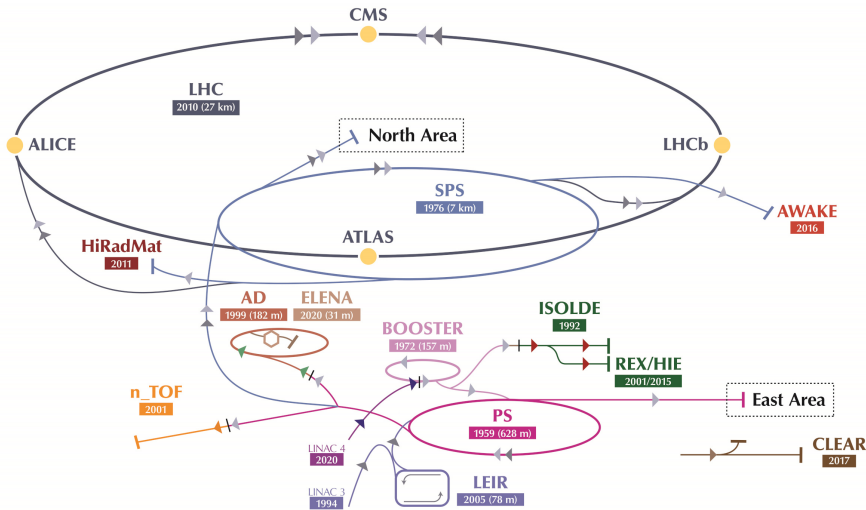 CMS
LHC
2010 (27 km)
North Area
ALICE
LHCb
SPS
1976 (7 km)
AWAKE
2016
HiRadMat
2011
ATLAS
AD
1999 (182 m)
ELENA
2020 (31 m)
ISOLDE
1992
BOOSTER
1972 (157 m)
REX/HIE
2001/2015
n_TOF
2001
East Area
PS
1959 (628 m)
LINAC 4
2020
CLEAR
2017
LINAC 3
1994
LEIR
2005 (78 m)